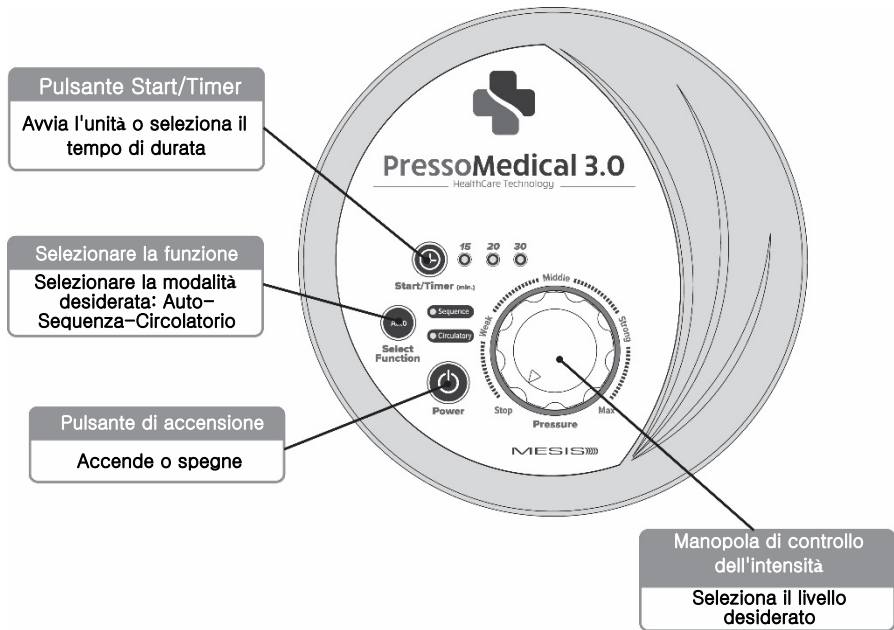 Pulsante Start/Timer
Avvia l'unità o seleziona il
tempo di durata
PressoMedical 3.0
HealthCare Technology
15 20 30
Start/Timer (min.)
Selezionare la funzione
Selezionare la modalità
desiderata: Auto-
Sequenza-Circolatorio
AUTO
Sequence
Circulatory
Select
Function
Power
Stop
Weak
Middle
Strong
Max
Pressure
MESIS
Pulsante di accensione
Accende o spegne
Manopola di controllo
dell'intensità
Seleziona il livello
desiderato